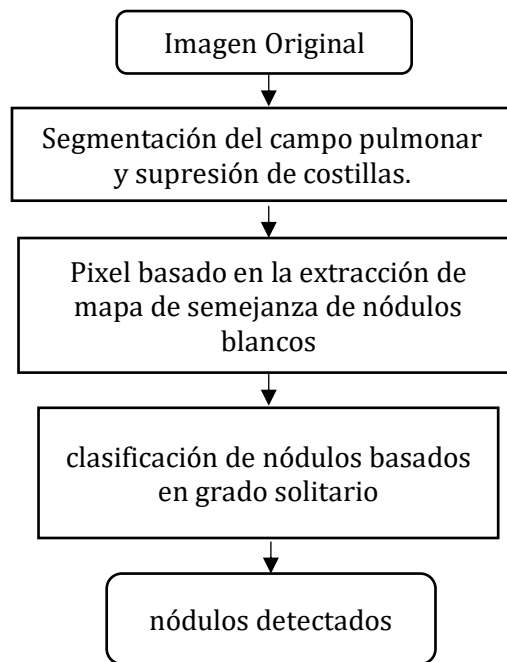 Imagen Original
Segmentación del campo pulmonar
y supresión de costillas.
Pixel basado en la extracción de
mapa de semejanza de nódulos
blancos
clasificación de nódulos basados
en grado solitario
nódulos detectados